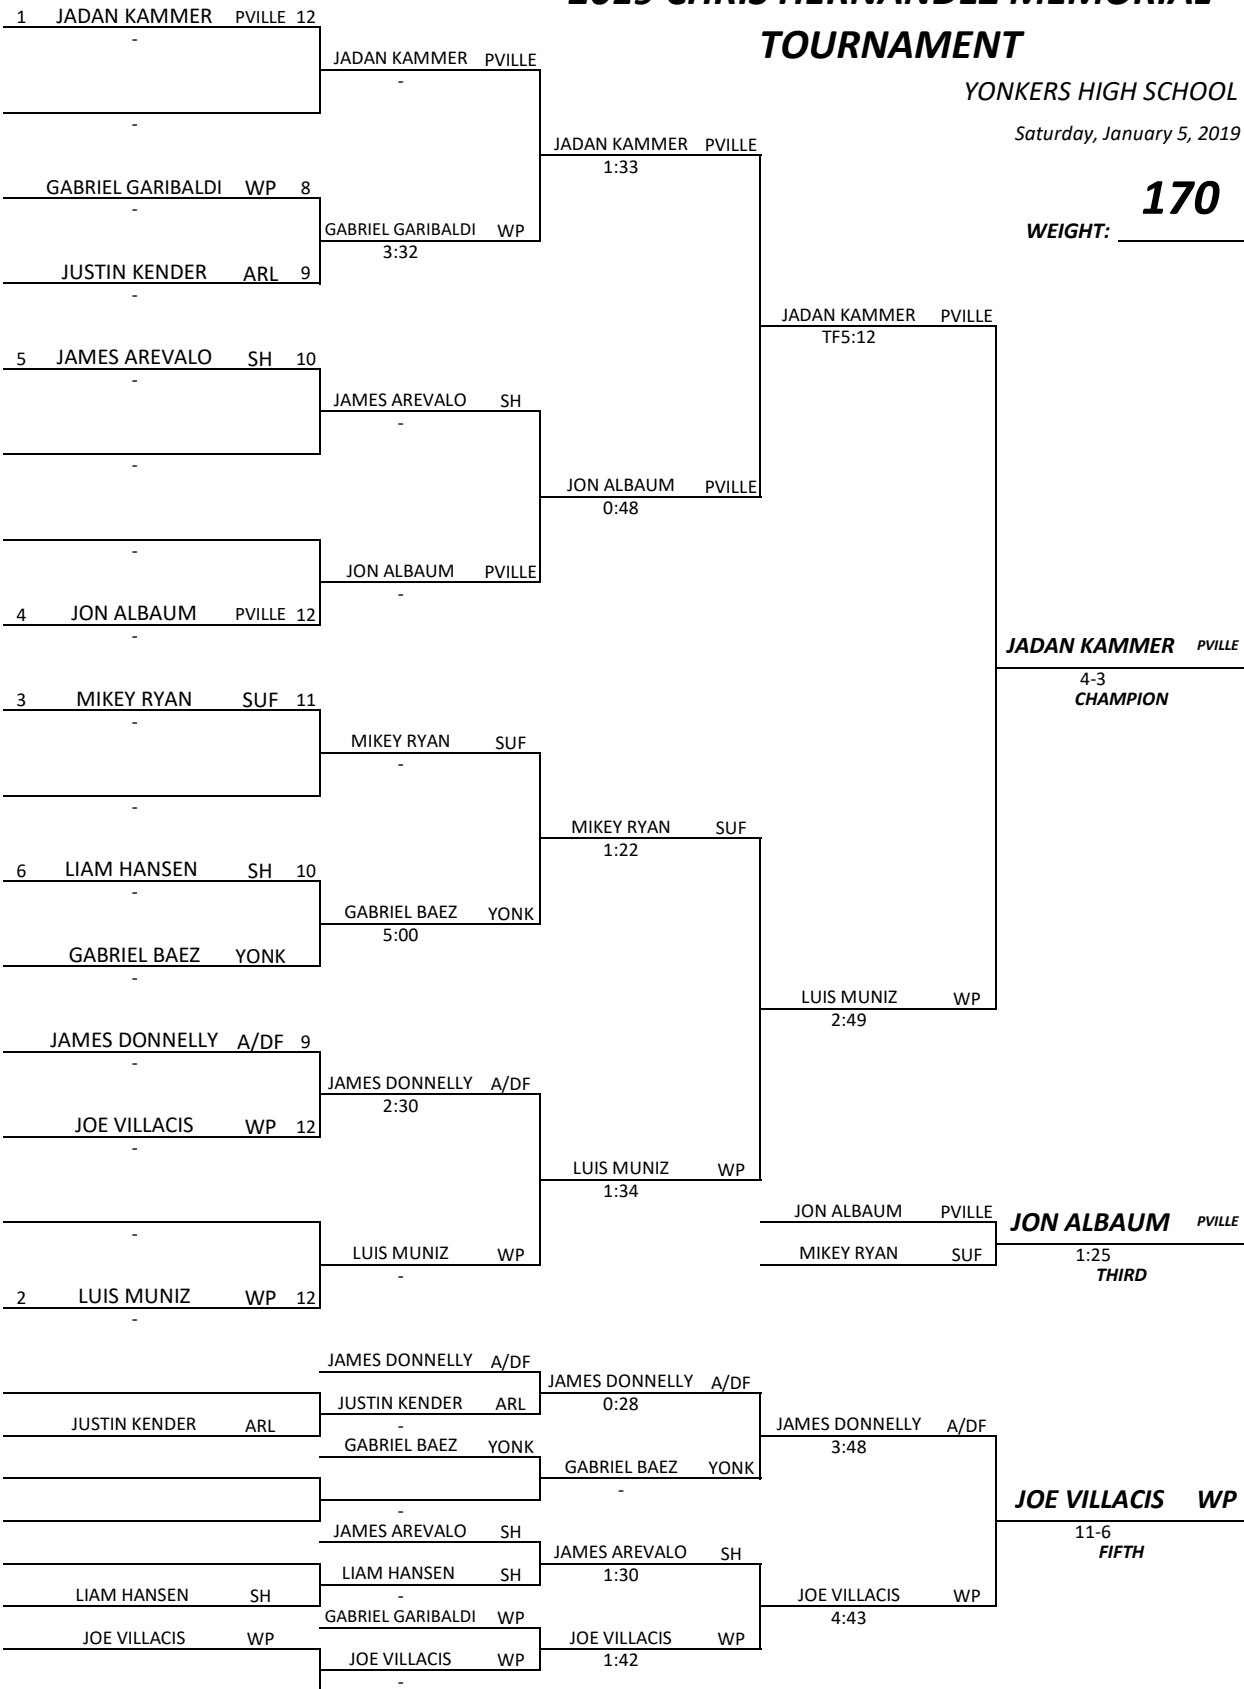 TOURNAMENT
YONKERS HIGH SCHOOL
Saturday, January 5, 2019
170
WEIGHT:
1 JADAN KAMMER PVILLE 12
-
-
GABRIEL GARIBALDI WP 8
-
JUSTIN KENDER ARL 9
-
5 JAMES AREVALO SH 10
-
-
-
4 JON ALBAUM PVILLE 12
-
3 MIKEY RYAN SUF 11
-
-
6 LIAM HANSEN SH 10
-
GABRIEL BAEZ YONK
-
JAMES DONNELLY A/DF 9
-
JOE VILLACIS WP 12
-
-
2 LUIS MUNIZ WP 12
-
JADAN KAMMER PVILLE
-
GABRIEL GARIBALDI WP
3:32
JAMES AREVALO SH
-
JON ALBAUM PVILLE
-
MIKEY RYAN SUF
-
GABRIEL BAEZ YONK
5:00
JAMES DONNELLY A/DF
2:30
LUIS MUNIZ WP
-
JADAN KAMMER PVILLE
1:33
JON ALBAUM PVILLE
0:48
MIKEY RYAN SUF
1:22
LUIS MUNIZ WP
1:34
JADAN KAMMER PVILLE
TF5:12
LUIS MUNIZ WP
2:49
JADAN KAMMER PVILLE
4-3
CHAMPION
JON ALBAUM PVILLE
MIKEY RYAN SUF
JON ALBAUM PVILLE
1:25
THIRD
JUSTIN KENDER ARL
LIAM HANSEN SH
JOE VILLACIS WP
JAMES DONNELLY A/DF
JUSTIN KENDER ARL
-
GABRIEL BAEZ YONK
-
JAMES AREVALO SH
LIAM HANSEN SH
-
GABRIEL GARIBALDI WP
JOE VILLACIS WP
-
JAMES DONNELLY A/DF
0:28
GABRIEL BAEZ YONK
-
JAMES AREVALO SH
1:30
JOE VILLACIS WP
1:42
JAMES DONNELLY A/DF
3:48
JOE VILLACIS WP
4:43
JOE VILLACIS WP
11-6
FIFTH